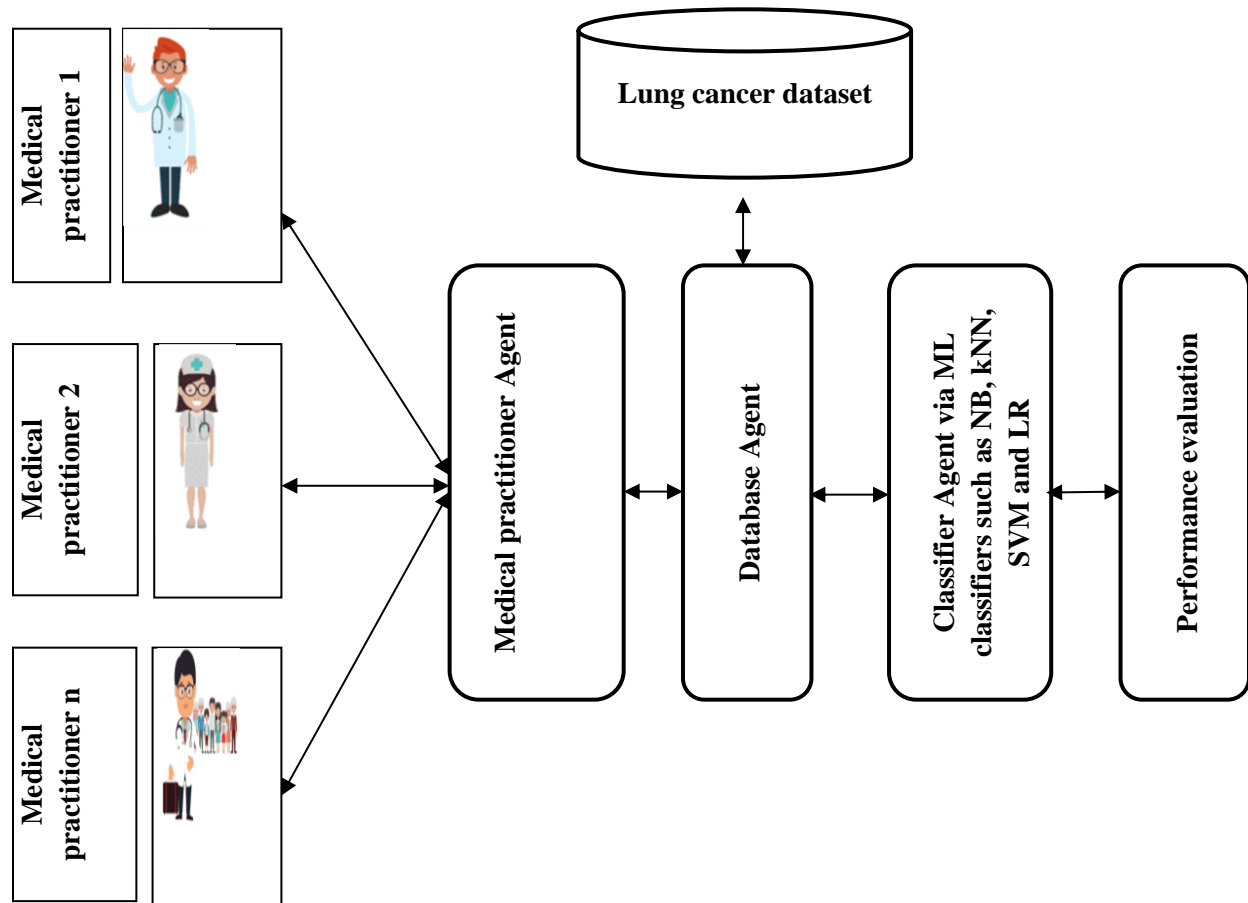 Medical
practitioner 1
Lung cancer dataset
Medical
practitioner 2
Medical
practitioner n
Medical practitioner Agent
Database Agent
Classifier Agent via ML
classifiers such as NB, kNN,
SVM and LR
Performance evaluation